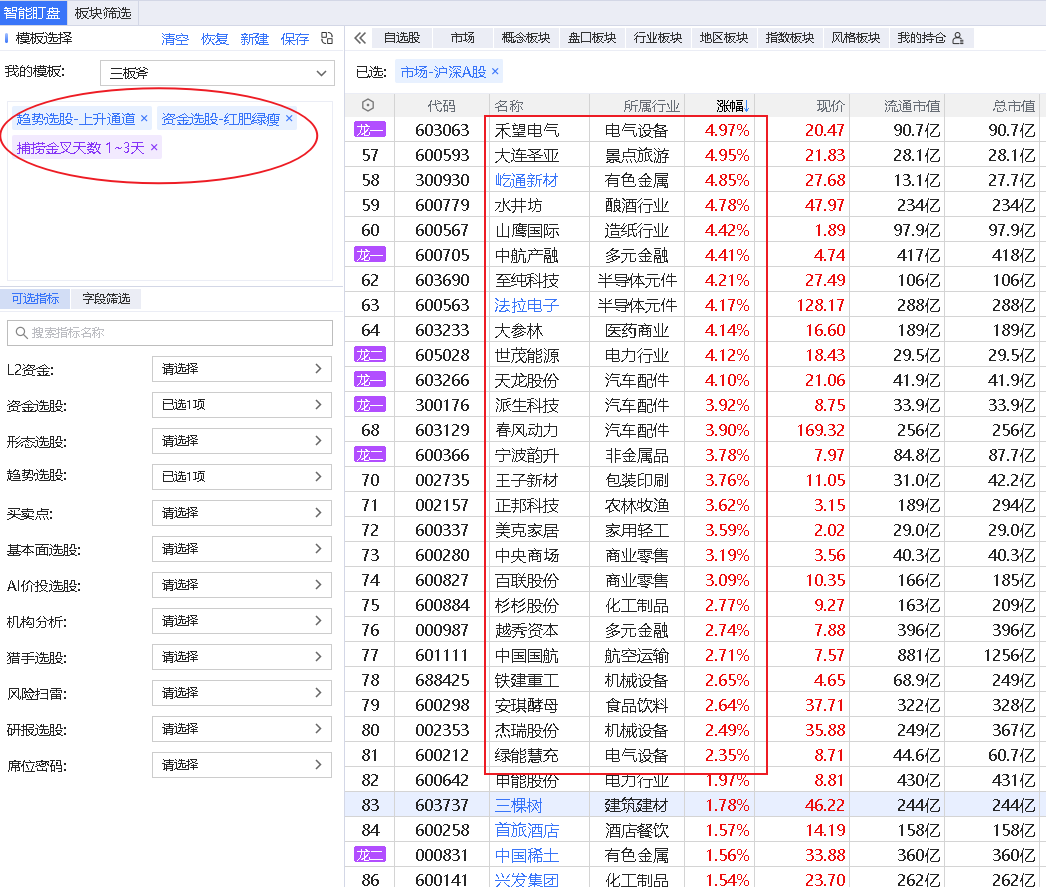 智能盯盘 板块筛选
模板选择 清空 恢复 新建 保存
我的模板: 三板斧
趋势选股-上升通道 × 资金选股-红肥绿瘦 ×
捕捞金叉天数 1~3天 ×
可选指标 字段筛选
搜索指标名称
L2资金: 请选择
资金选股: 已选1项
形态选股: 请选择
趋势选股: 已选1项
买卖点: 请选择
基本面选股: 请选择
AI价投选股: 请选择
机构分析: 请选择
猎手选股: 请选择
风险扫雷: 请选择
研报选股: 请选择
席位密码: 请选择
自选股 市场 概念板块 盘口板块 行业板块 地区板块 指数板块 风格板块 我的持仓
已选: 市场-沪深A股 ×
代码 名称 所属行业 涨幅↓ 现价 流通市值 总市值
龙一 603063 禾望电气 电气设备 4.97% 20.47 90.7亿 90.7亿
57 600593 大连圣亚 景点旅游 4.95% 21.83 28.1亿 28.1亿
58 300930 屹通新材 有色金属 4.85% 27.68 13.1亿 27.7亿
59 600779 水井坊 酿酒行业 4.78% 47.97 234亿 234亿
60 600567 山鹰国际 造纸行业 4.42% 1.89 97.9亿 97.9亿
龙一 600705 中航产融 多元金融 4.41% 4.74 417亿 418亿
62 603690 至纯科技 半导体元件 4.21% 27.49 106亿 106亿
63 600563 法拉电子 半导体元件 4.17% 128.17 288亿 288亿
64 603233 大参林 医药商业 4.14% 16.60 189亿 189亿
龙二 605028 世茂能源 电力行业 4.12% 18.43 29.5亿 29.5亿
龙一 603266 天龙股份 汽车配件 4.10% 21.06 41.9亿 41.9亿
龙一 300176 派生科技 汽车配件 3.92% 8.75 33.9亿 33.9亿
68 603129 春风动力 汽车配件 3.90% 169.32 256亿 256亿
龙二 600366 宁波韵升 非金属品 3.78% 7.97 84.8亿 87.7亿
70 002735 王子新材 包装印刷 3.76% 11.05 31.0亿 42.2亿
71 002157 正邦科技 农林牧渔 3.62% 3.15 189亿 294亿
72 600337 美克家居 家用轻工 3.59% 2.02 29.0亿 29.0亿
73 600280 中央商场 商业零售 3.19% 3.56 40.3亿 40.3亿
74 600827 百联股份 商业零售 3.09% 10.35 166亿 185亿
75 600884 杉杉股份 化工制品 2.77% 9.27 163亿 209亿
76 000987 越秀资本 多元金融 2.74% 7.88 396亿 396亿
77 601111 中国国航 航空运输 2.71% 7.57 881亿 1256亿
78 688425 铁建重工 机械设备 2.65% 4.65 68.9亿 249亿
79 600298 安琪酵母 食品饮料 2.64% 37.71 322亿 328亿
80 002353 杰瑞股份 机械设备 2.49% 35.88 249亿 367亿
81 600212 绿能慧充 电气设备 2.35% 8.71 44.6亿 60.7亿
82 600642 申能股份 电力行业 1.97% 8.81 430亿 431亿
83 603737 三棵树 建筑建材 1.78% 46.22 244亿 244亿
84 600258 首旅酒店 酒店餐饮 1.57% 14.19 158亿 158亿
龙二 000831 中国稀土 有色金属 1.56% 33.88 360亿 360亿
86 600141 兴发集团 化工制品 1.54% 23.70 262亿 262亿